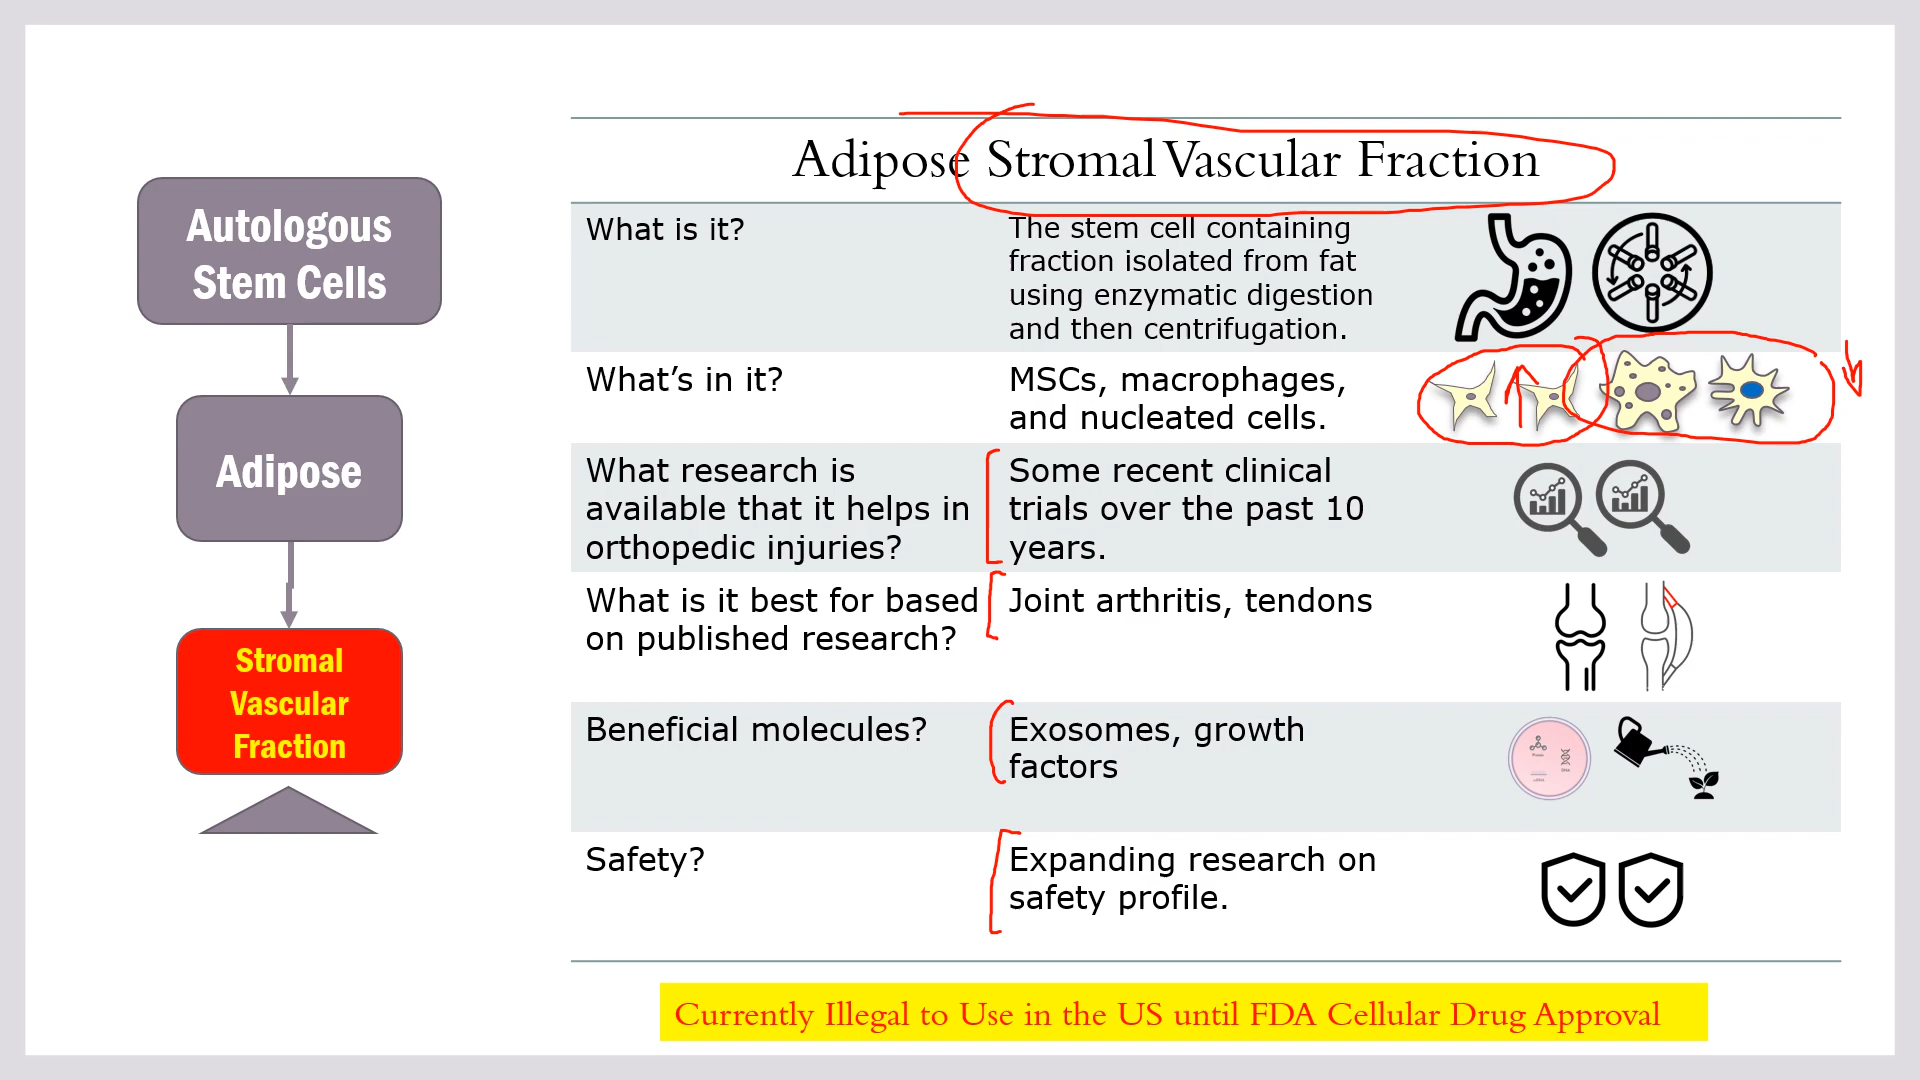 Autologous
Stem Cells
Adipose
Stromal
Vascular
Fraction
Adipose Stromal Vascular Fraction
What is it?
The stem cell containing
fraction isolated from fat
using enzymatic digestion
and then centrifugation.
What's in it?
MSCs, macrophages,
and nucleated cells.
What research is
available that it helps in
orthopedic injuries?
Some recent clinical
trials over the past 10
years.
What is it best for based
on published research?
Joint arthritis, tendons
Beneficial molecules?
Exosomes, growth
factors
Safety?
Expanding research on
safety profile.
Currently Illegal to Use in the US until FDA Cellular Drug Approval